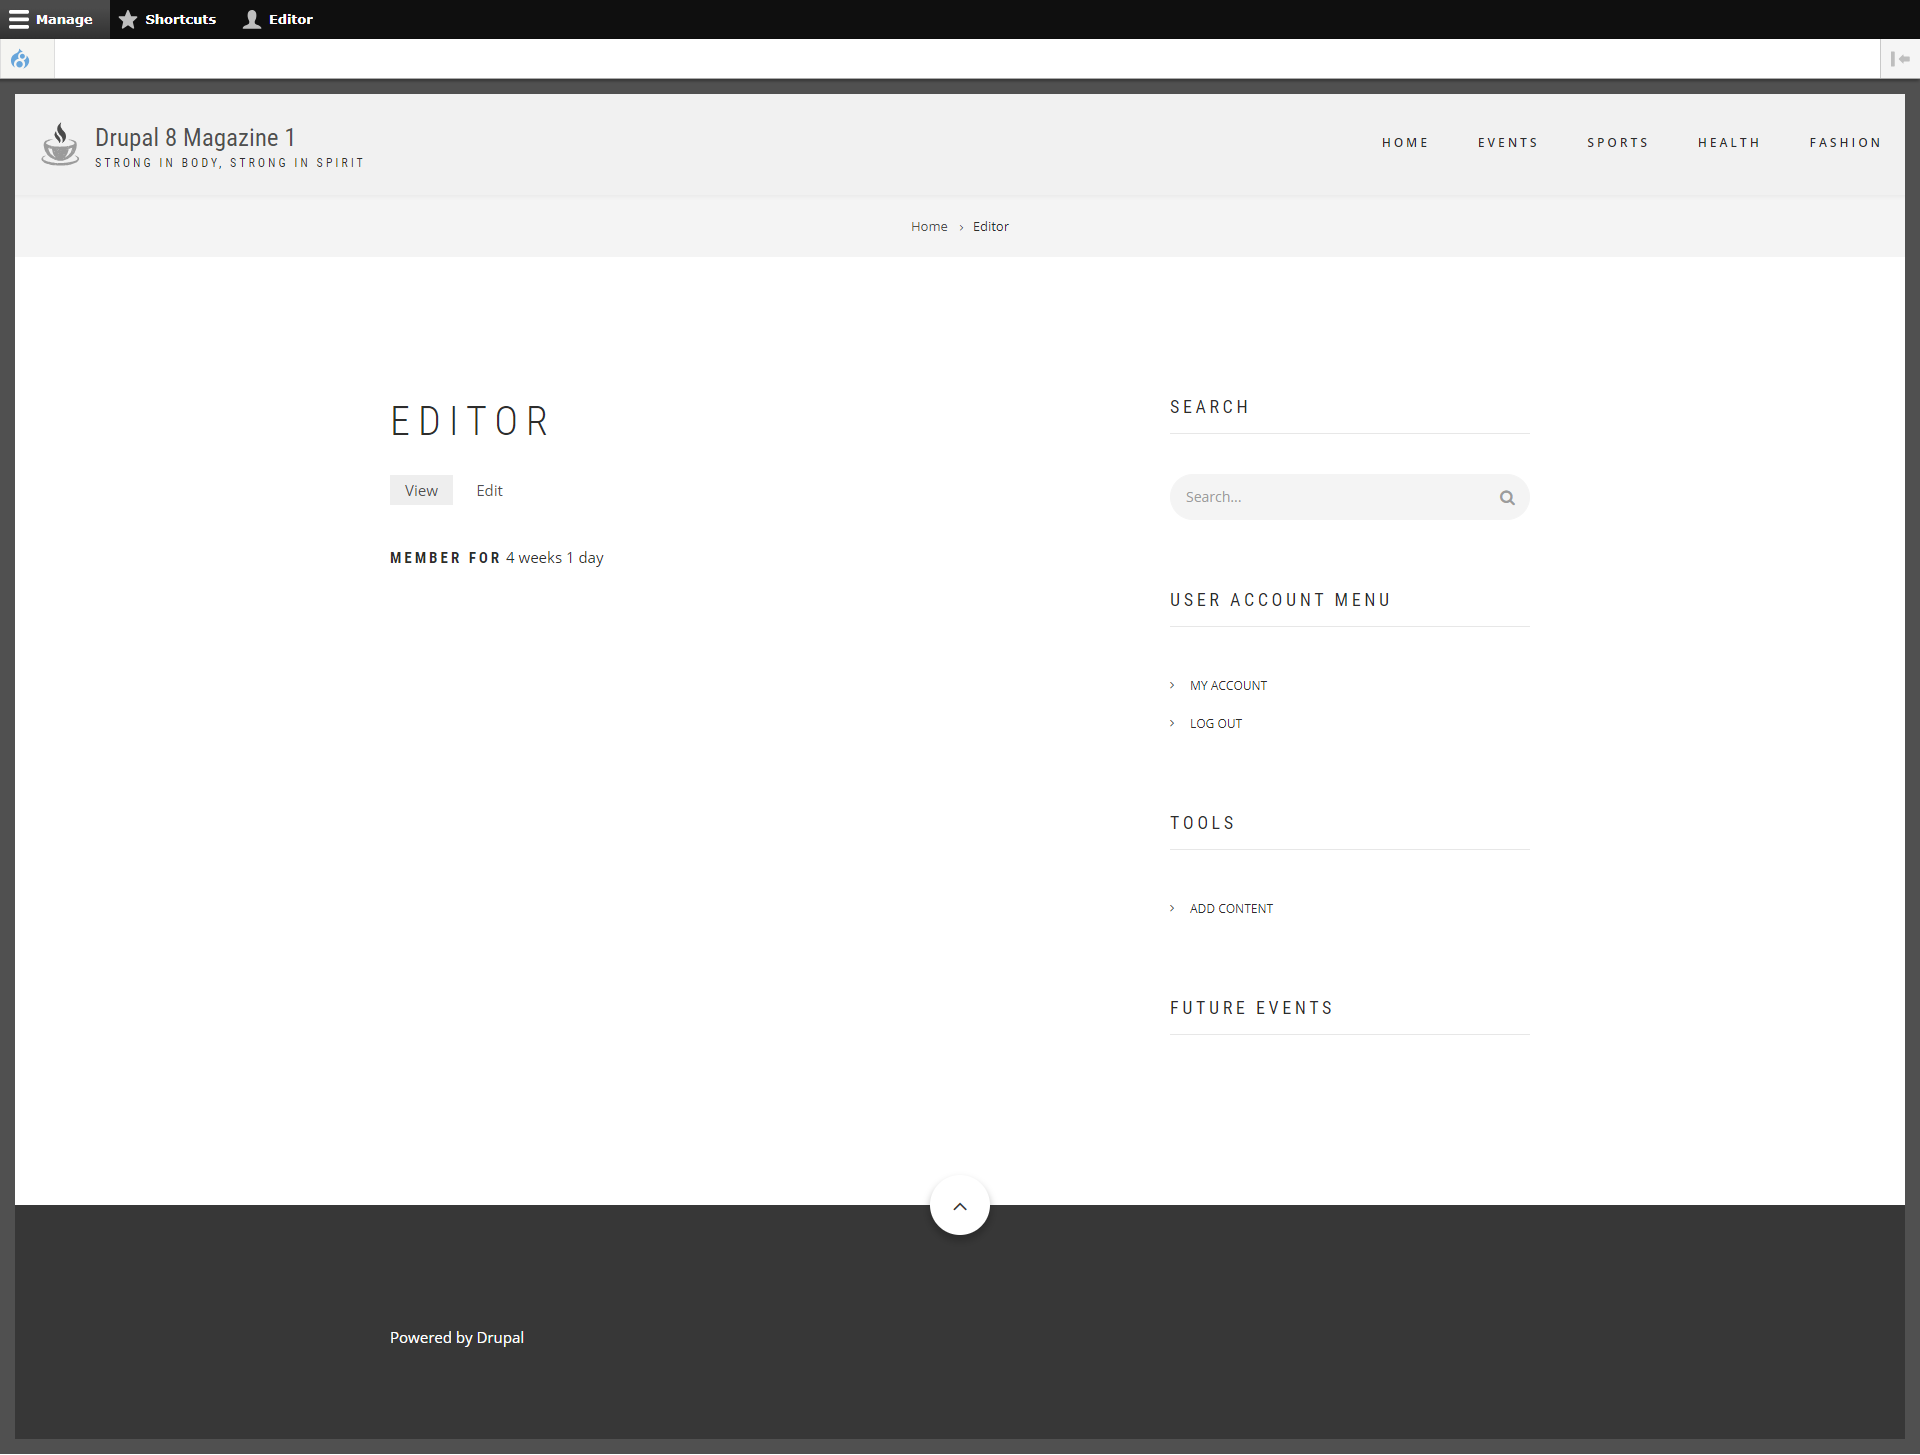 Manage Shortcuts Editor
Drupal 8 Magazine 1
STRONG IN BODY, STRONG IN SPIRIT
HOME EVENTS SPORTS HEALTH FASHION
Home › Editor
EDITOR
View Edit
MEMBER FOR 4 weeks 1 day
SEARCH
Search...
USER ACCOUNT MENU
MY ACCOUNT
LOG OUT
TOOLS
ADD CONTENT
FUTURE EVENTS
Powered by Drupal